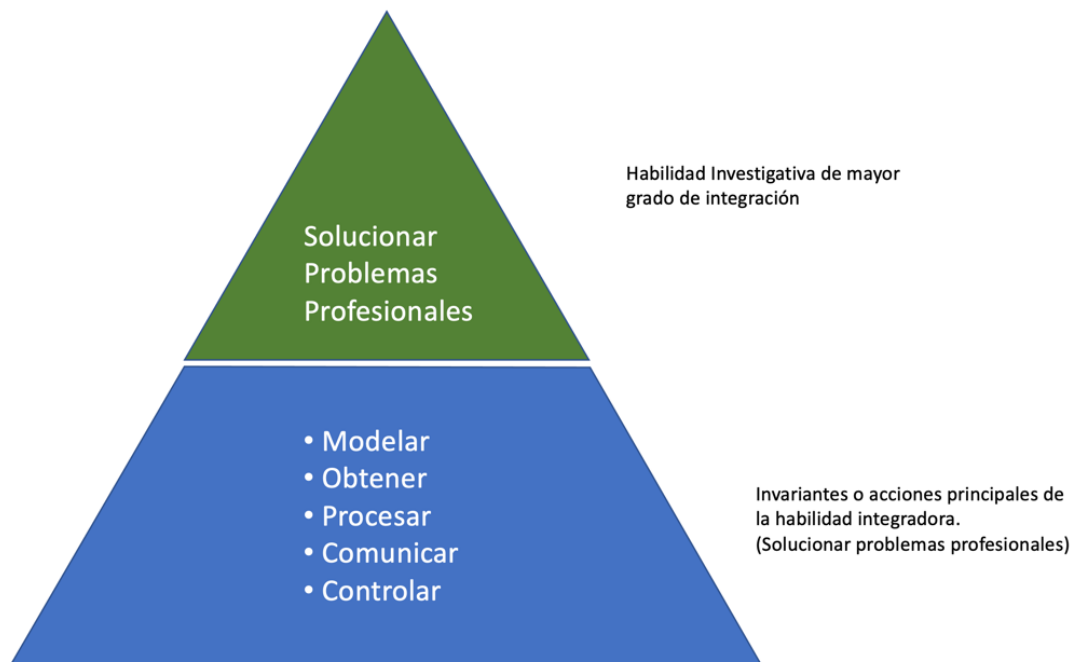 Solucionar
Problemas
Profesionales
Habilidad Investigativa de mayor
grado de integración
• Modelar
• Obtener
• Procesar
• Comunicar
• Controlar
Invariantes o acciones principales de
la habilidad integradora.
(Solucionar problemas profesionales)